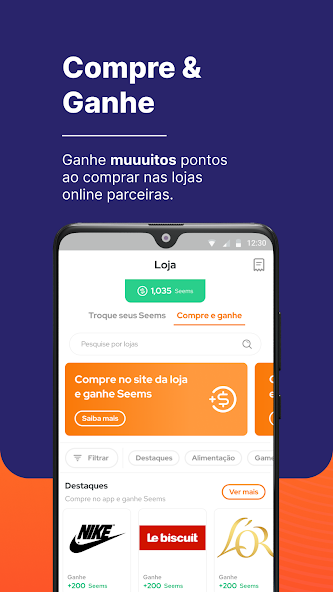 Compre &
Ganhe
Ganhe muuuitos pontos
ao comprar nas lojas
online parceiras.
12:30
Loja
1,035 Seems
Troque seus Seems
Compre e ganhe
Pesquise por lojas
Compre no site da loja
e ganhe Seems
Saiba mais
Filtrar
Destaques
Alimentação
Game
Destaques
Compre no app e ganhe Seems
Ver mais
NIKE
Le biscuit
L'OR
Ganhe
+200 Seems
Ganhe
+200 Seems
Ganhe
+200 Seems